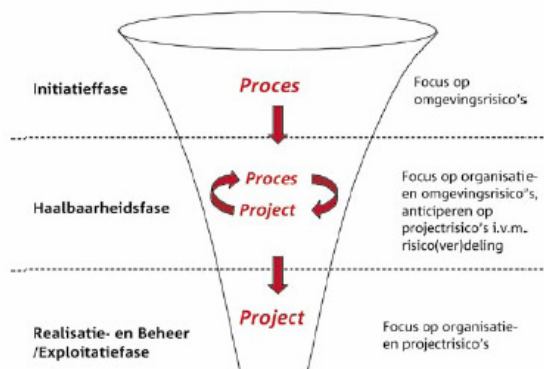 Initiatieffase
Proces
Focus op
omgevingsrisico's
Haalbaarheidsfase
Proces
Project
Focus op organisatie-
en omgevingsrisico"s,
anticiperen op
projectrisico's i.v.m.
risico(ver)deling
Realisatie- en Beheer
/Exploitatiefase
Project
Focus op organisatie-
en projectrisico's